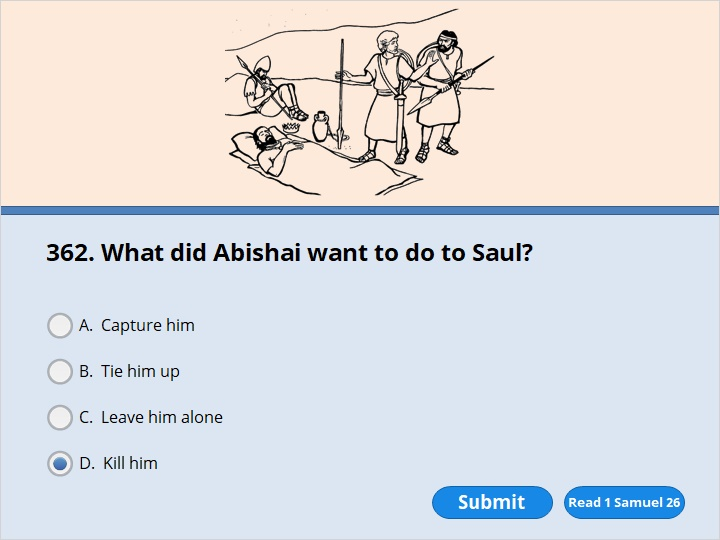 362. What did Abishai want to do to Saul?
A. Capture him
B. Tie him up
C. Leave him alone
D. Kill him
Submit
Read 1 Samuel 26